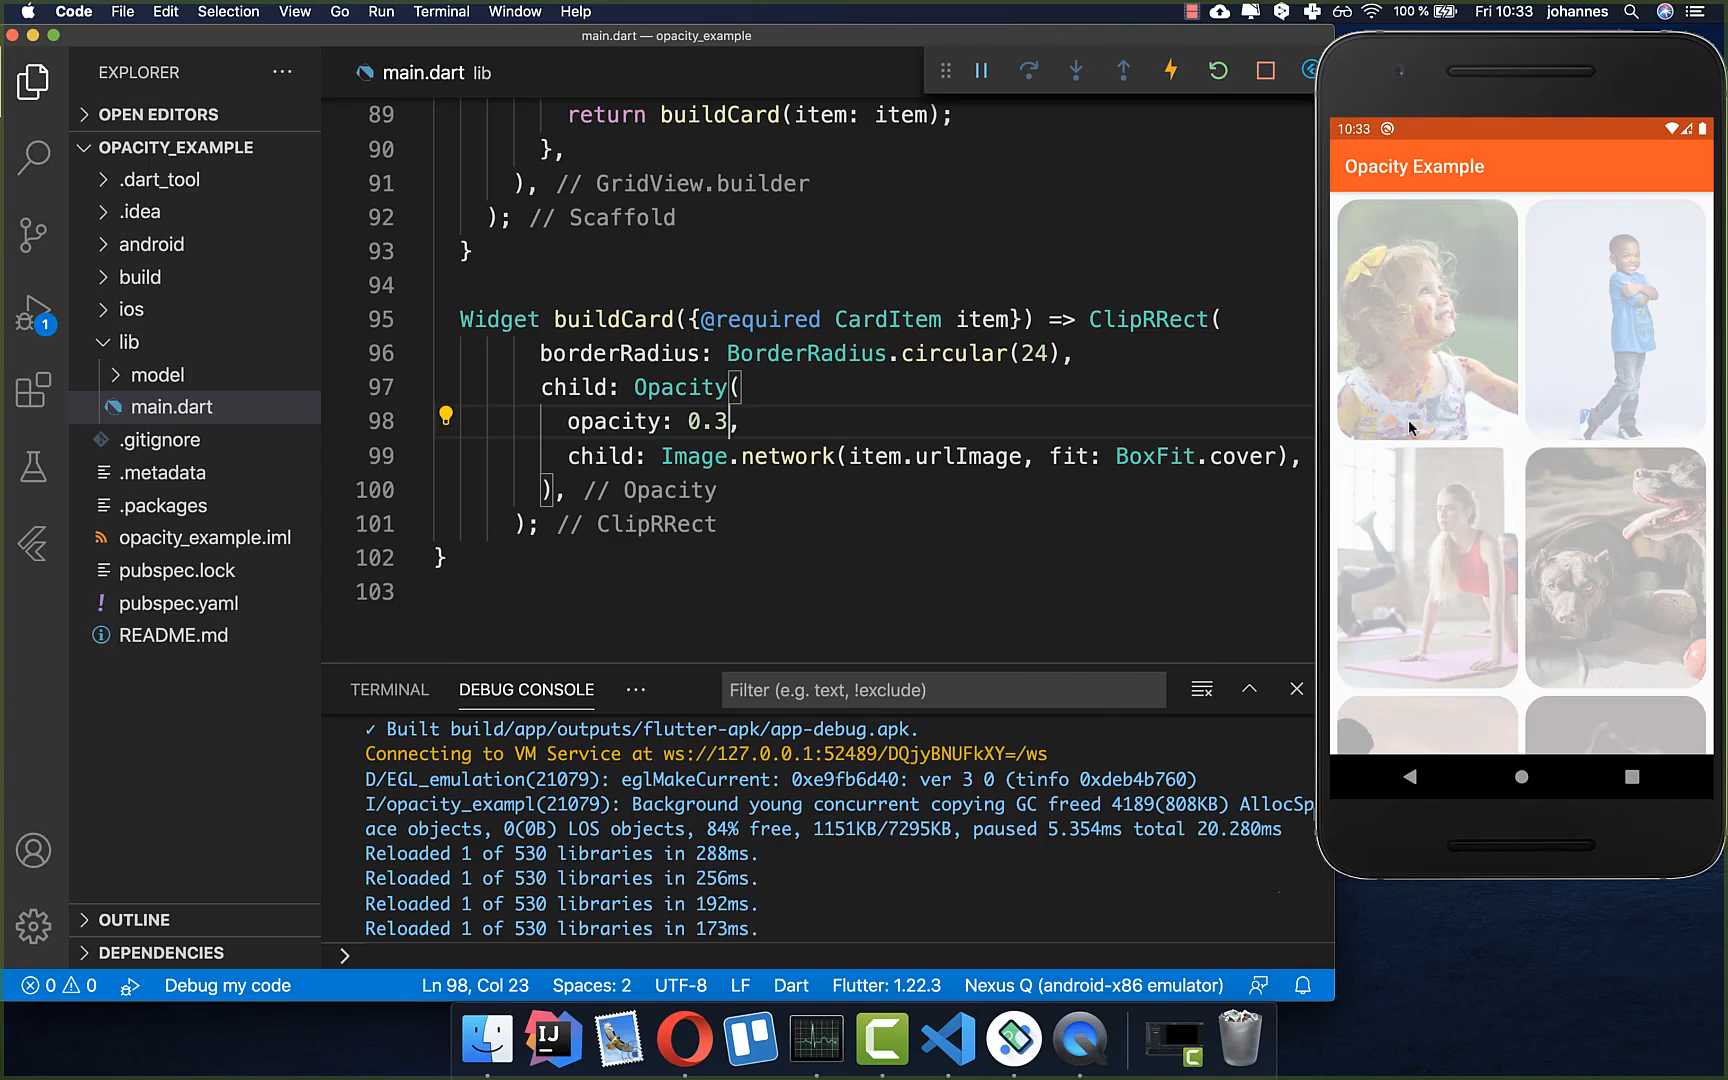 Code File Edit Selection View Go Run Terminal Window Help 100 % Fri 10:33 johannes
main.dart — opacity_example
EXPLORER
OPEN EDITORS
OPACITY_EXAMPLE
.dart_tool
.idea
android
build
ios
lib
model
main.dart
.gitignore
.metadata
.packages
opacity_example.iml
pubspec.lock
! pubspec.yaml
README.md
OUTLINE
DEPENDENCIES
1
main.dart lib
89 return buildCard(item: item);
90 },
91 ), // GridView.builder
92 ); // Scaffold
93 }
94
95 Widget buildCard({@required CardItem item}) => ClipRRect(
96 borderRadius: BorderRadius.circular(24),
97 child: Opacity(
98 opacity: 0.3,
99 child: Image.network(item.urlImage, fit: BoxFit.cover),
100 ), // Opacity
101 ); // ClipRRect
102 }
103
TERMINAL DEBUG CONSOLE Filter (e.g. text, !exclude)
✓ Built build/app/outputs/flutter-apk/app-debug.apk.
Connecting to VM Service at ws://127.0.0.1:52489/DQjyBNUFkXY=/ws
D/EGL_emulation(21079): eglMakeCurrent: 0xe9fb6d40: ver 3 0 (tinfo 0xdeb4b760)
I/opacity_exampl(21079): Background young concurrent copying GC freed 4189(808KB) AllocSp
ace objects, 0(0B) LOS objects, 84% free, 1151KB/7295KB, paused 5.354ms total 20.280ms
Reloaded 1 of 530 libraries in 288ms.
Reloaded 1 of 530 libraries in 256ms.
Reloaded 1 of 530 libraries in 192ms.
Reloaded 1 of 530 libraries in 173ms.
0 0 Debug my code Ln 98, Col 23 Spaces: 2 UTF-8 LF Dart Flutter: 1.22.3 Nexus Q (android-x86 emulator)
10:33
Opacity Example
IJ